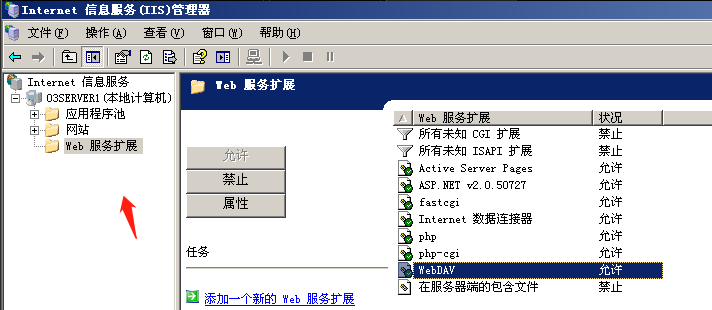 Internet 信息服务(IIS)管理器
文件(F) 操作(A) 查看(V) 窗口(W) 帮助(H)
Internet 信息服务
03SERVER1(本地计算机)
应用程序池
网站
Web 服务扩展
Web 服务扩展
允许
禁止
属性
任务
添加一个新的 Web 服务扩展
Web 服务扩展 状况
所有未知 CGI 扩展 禁止
所有未知 ISAPI 扩展 禁止
Active Server Pages 允许
ASP.NET v2.0.50727 允许
fastcgi 允许
Internet 数据连接器 允许
php 允许
php-cgi 允许
WebDAV 允许
在服务器端的包含文件 禁止